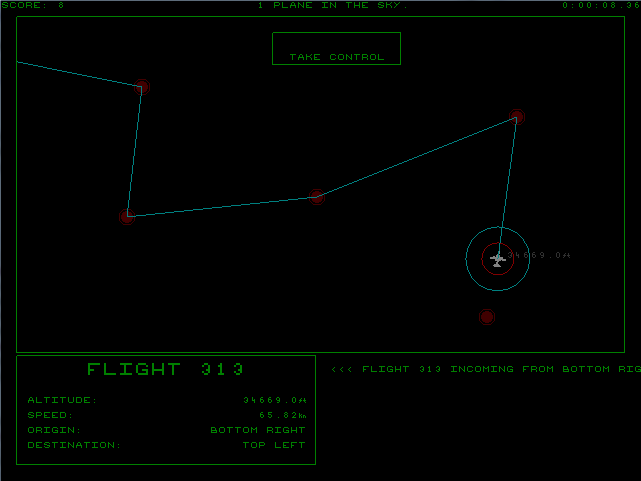 SCORE: 8
1 PLANE IN THE SKY.
0:00:08.36
TAKE CONTROL
34669.0ft
FLIGHT 313
<<< FLIGHT 313 INCOMING FROM BOTTOM RIG
ALTITUDE: 34669.0ft
SPEED: 65.82kn
ORIGIN: BOTTOM RIGHT
DESTINATION: TOP LEFT